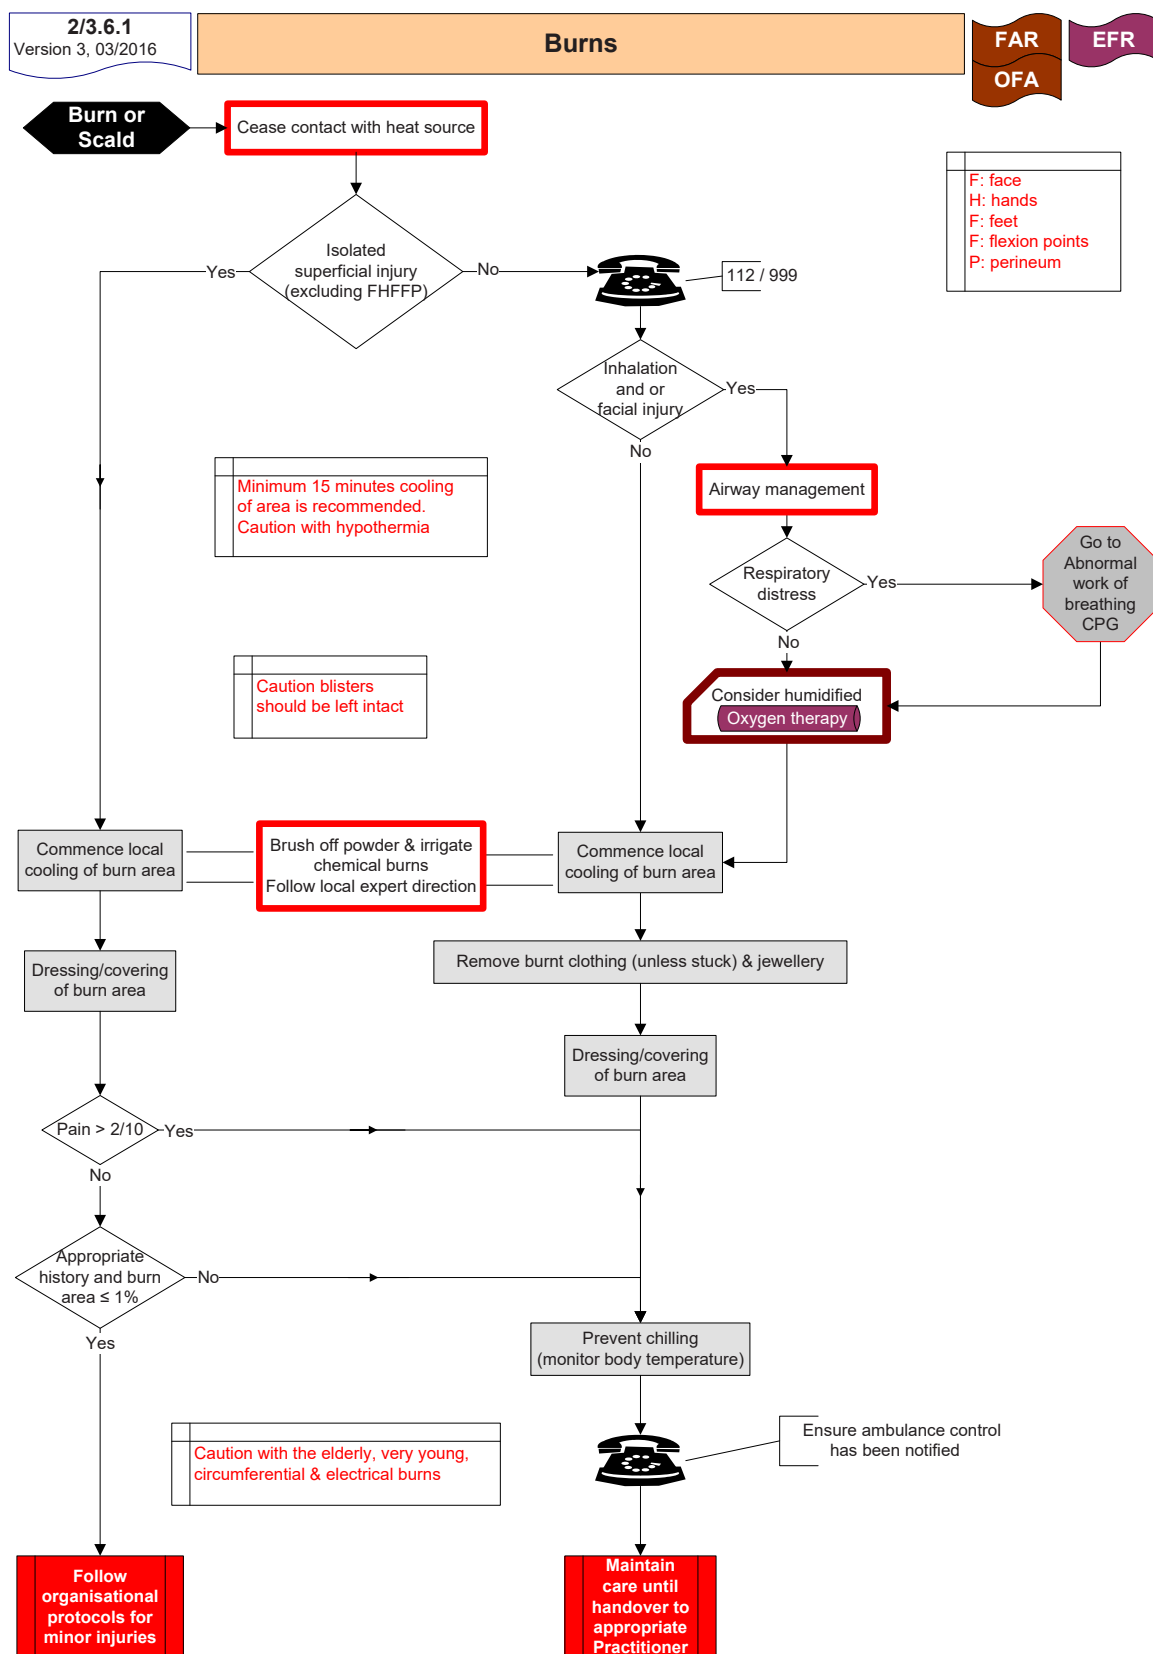 2/3.6.1
Version 3, 03/2016
Burns
FAR
OFA
EFR
Burn or
Scald
Cease contact with heat source
F: face
H: hands
F: feet
F: flexion points
P: perineum
Isolated
superficial injury
(excluding FHFFP)
Yes
No
112 / 999
Inhalation
and or
facial injury
Yes
No
Minimum 15 minutes cooling
of area is recommended.
Caution with hypothermia
Airway management
Respiratory
distress
Yes
No
Go to
Abnormal
work of
breathing
CPG
Caution blisters
should be left intact
Consider humidified
Oxygen therapy
Commence local
cooling of burn area
Brush off powder & irrigate
chemical burns
Follow local expert direction
Commence local
cooling of burn area
Remove burnt clothing (unless stuck) & jewellery
Dressing/covering
of burn area
Dressing/covering
of burn area
Pain > 2/10
Yes
No
Appropriate
history and burn
area ≤ 1%
No
Yes
Prevent chilling
(monitor body temperature)
Caution with the elderly, very young,
circumferential & electrical burns
Ensure ambulance control
has been notified
Follow
organisational
protocols for
minor injuries
Maintain
care until
handover to
appropriate
Practitioner